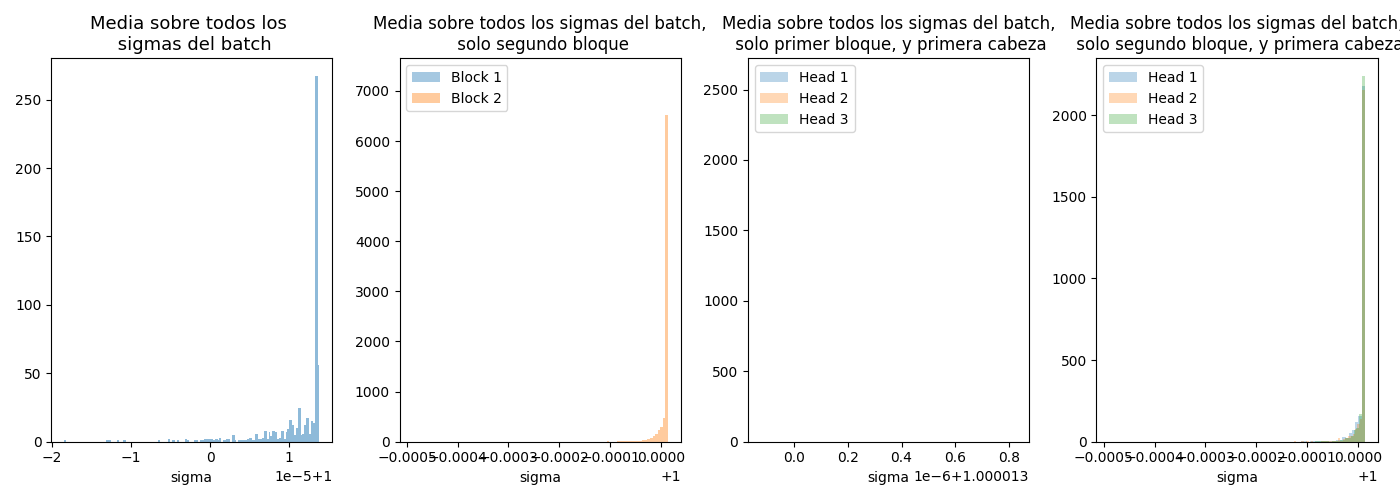 Media sobre todos los
sigmas del batch
250
200
150
100
50
0
−2
−1
0
1
1e−5+1
sigma
Media sobre todos los sigmas del batch,
solo segundo bloque
Block 1
Block 2
7000
6000
5000
4000
3000
2000
1000
0
−0.0005
−0.0004
−0.0003
−0.0002
−0.0001
0.0000
+1
sigma
Media sobre todos los sigmas del batch,
solo primer bloque, y primera cabeza
Head 1
Head 2
Head 3
2500
2000
1500
1000
500
0
0.0
0.2
0.4
0.6
0.8
1e−6+1.000013
sigma
Media sobre todos los sigmas del batch,
solo segundo bloque, y primera cabeza
Head 1
Head 2
Head 3
2000
1500
1000
500
0
−0.0005
−0.0004
−0.0003
−0.0002
−0.0001
0.0000
+1
sigma